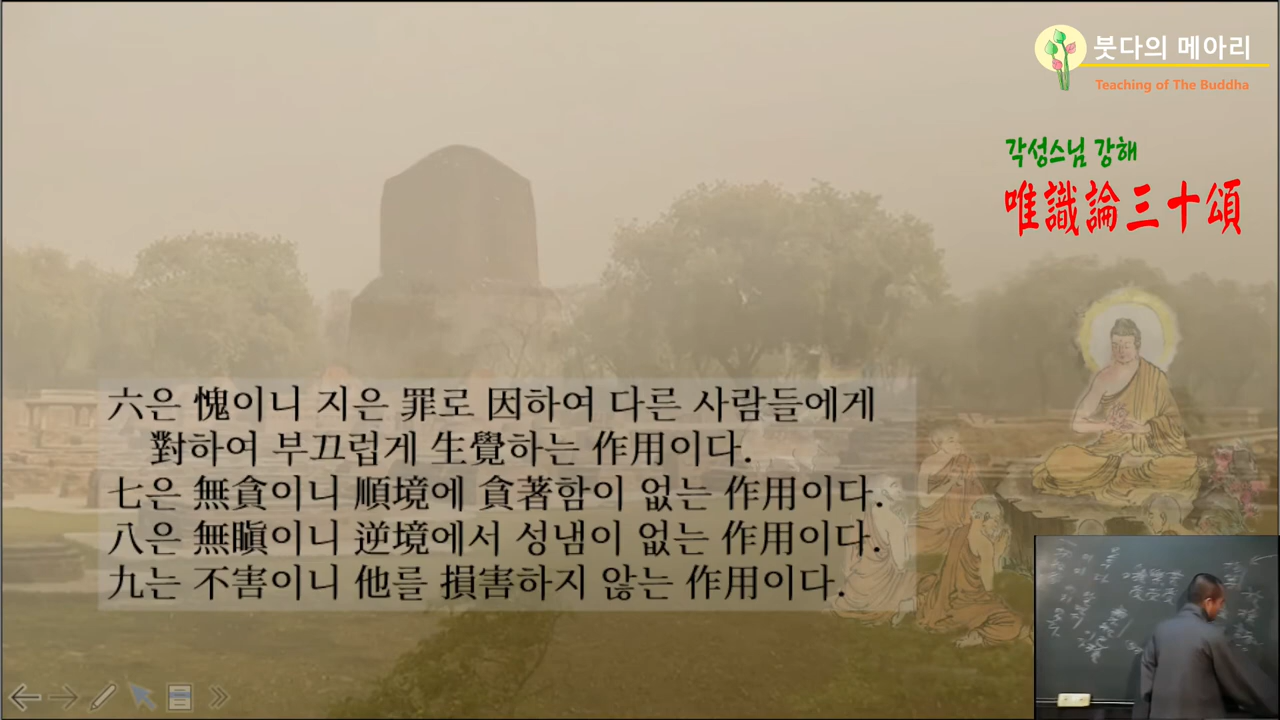 붓다의 메아리
Teaching of The Buddha
각성스님 강해
唯識論三十頌
六은 愧이니 지은 罪로 因하여 다른 사람들에게
對하여 부끄럽게 生覺하는 作用이다.
七은 無貪이니 順境에 貪著함이 없는 作用이다.
八은 無瞋이니 逆境에서 성냄이 없는 作用이다.
九는 不害이니 他를 損害하지 않는 作用이다.